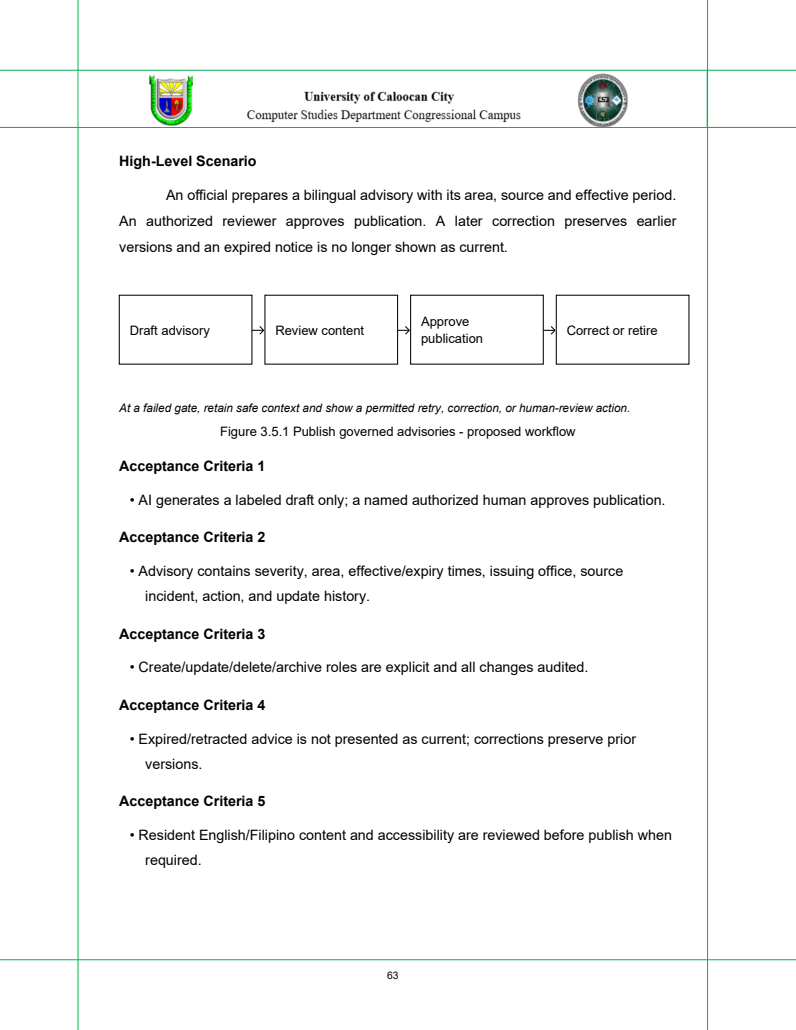 University of Caloocan City
Computer Studies Department Congressional Campus
High-Level Scenario
An official prepares a bilingual advisory with its area, source and effective period.
An authorized reviewer approves publication. A later correction preserves earlier
versions and an expired notice is no longer shown as current.
Draft advisory
Review content
Approve
publication
Correct or retire
At a failed gate, retain safe context and show a permitted retry, correction, or human-review action.
Figure 3.5.1 Publish governed advisories - proposed workflow
Acceptance Criteria 1
• AI generates a labeled draft only; a named authorized human approves publication.
Acceptance Criteria 2
• Advisory contains severity, area, effective/expiry times, issuing office, source
incident, action, and update history.
Acceptance Criteria 3
• Create/update/delete/archive roles are explicit and all changes audited.
Acceptance Criteria 4
• Expired/retracted advice is not presented as current; corrections preserve prior
versions.
Acceptance Criteria 5
• Resident English/Filipino content and accessibility are reviewed before publish when
required.
63